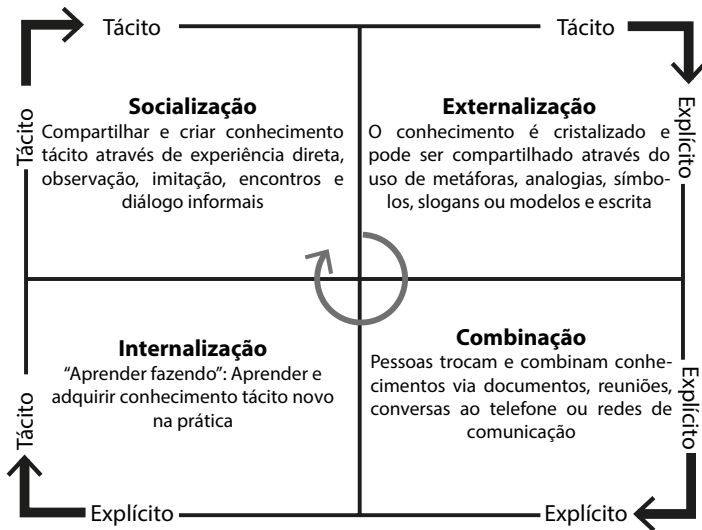 Tácito
Tácito
Tácito
Socialização
Compartilhar e criar conhecimento
tácito através de experiência direta,
observação, imitação, encontros e
diálogo informais
Externalização
O conhecimento é cristalizado e
pode ser compartilhado através do
uso de metáforas, analogias, símbo-
los, slogans ou modelos e escrita
Explícito
Tácito
Internalização
“Aprender fazendo”: Aprender e
adquirir conhecimento tácito novo
na prática
Combinação
Pessoas trocam e combinam conhe-
cimentos via documentos, reuniões,
conversas ao telefone ou redes de
comunicação
Explícito
Explícito
Explícito